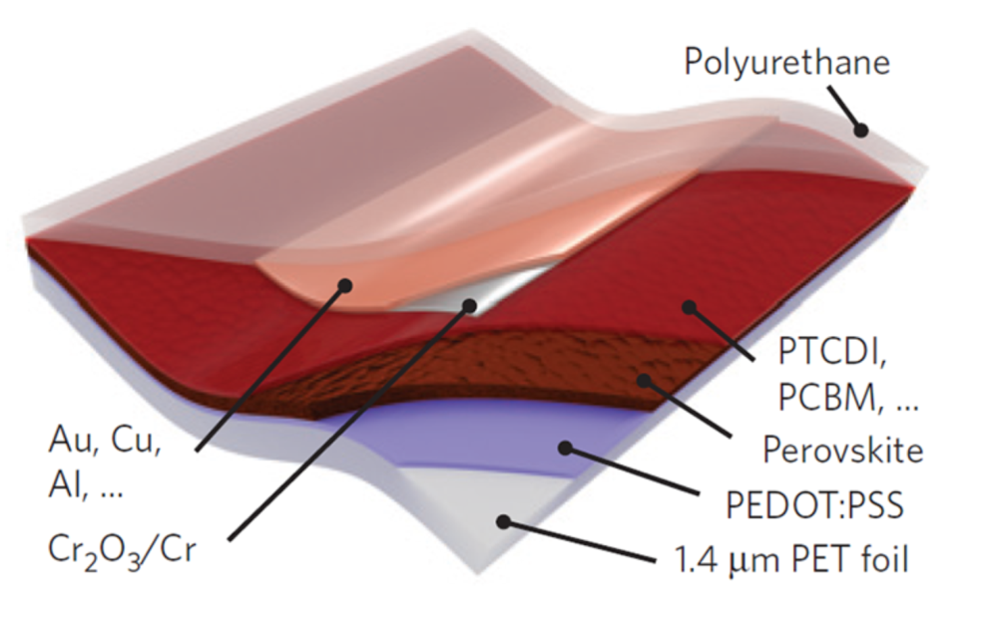 Polyurethane
PTCDI,
PCBM, ...
Perovskite
PEDOT:PSS
1.4 μm PET foil
Au, Cu,
Al, ...
Cr₂O₃/Cr